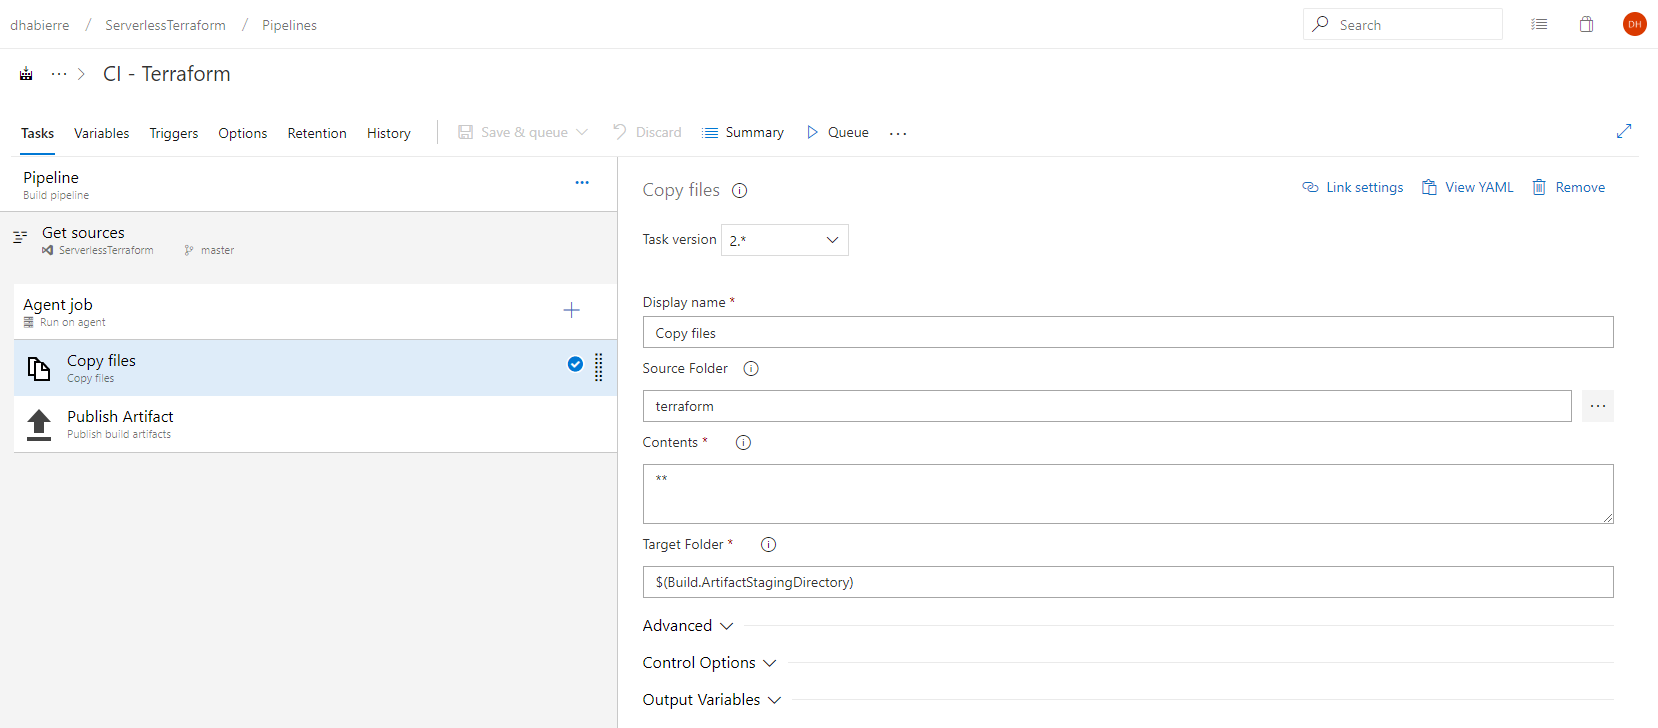 dhabierre / ServerlessTerraform / Pipelines
Search
DH
··· > CI - Terraform
Tasks Variables Triggers Options Retention History Save & queue Discard Summary Queue ···
Pipeline
Build pipeline
···
Get sources
ServerlessTerraform master
Agent job
Run on agent
Copy files
Copy files
Publish Artifact
Publish build artifacts
Copy files
Link settings View YAML Remove
Task version 2.*
Display name *
Copy files
Source Folder
terraform
···
Contents *
**
Target Folder *
$(Build.ArtifactStagingDirectory)
Advanced
Control Options
Output Variables